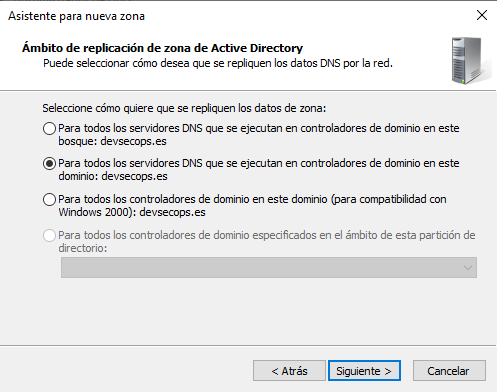 Asistente para nueva zona
Ámbito de replicación de zona de Active Directory
Puede seleccionar cómo desea que se repliquen los datos DNS por la red.
Seleccione cómo quiere que se repliquen los datos de zona:
Para todos los servidores DNS que se ejecutan en controladores de dominio en este
bosque: devsecops.es
Para todos los servidores DNS que se ejecutan en controladores de dominio en este
dominio: devsecops.es
Para todos los controladores de dominio en este dominio (para compatibilidad con
Windows 2000): devsecops.es
Para todos los controladores de dominio especificados en el ámbito de esta partición de
directorio:
< Atrás
Siguiente >
Cancelar